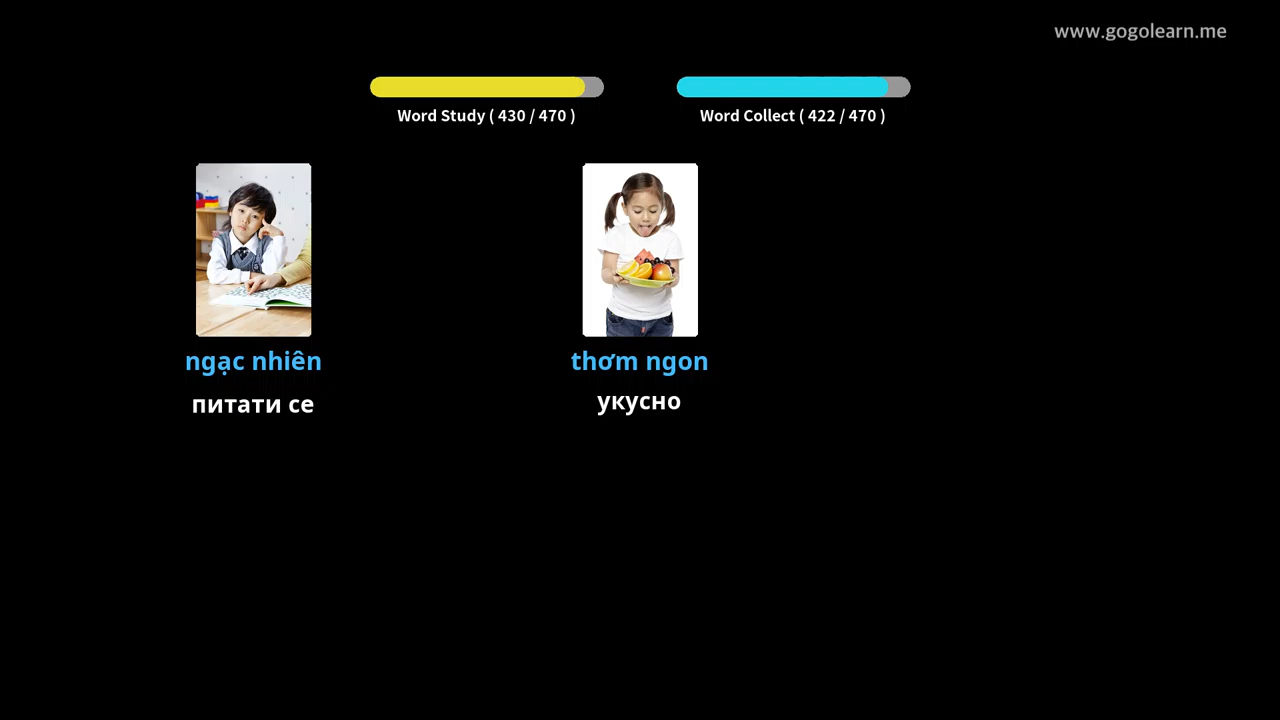 www.gogolearn.me
Word Study ( 430 / 470 )
Word Collect ( 422 / 470 )
ngạc nhiên
thơm ngon
питати се
укусно